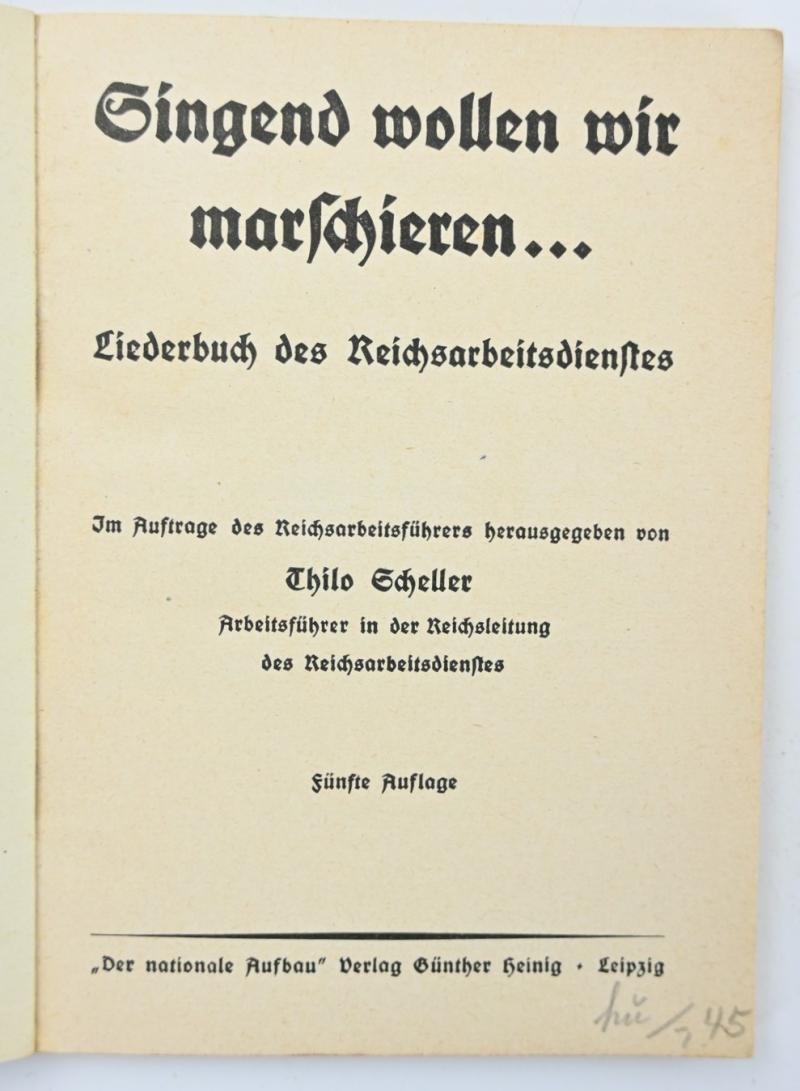 Singend wollen wir
marschieren...
Liederbuch des Reichsarbeitsdienstes
Im Auftrage des Reichsarbeitsführers herausgegeben von
Thilo Scheller
Arbeitsführer in der Reichsleitung
des Reichsarbeitsdienstes
Fünfte Auflage
„Der nationale Aufbau" Verlag Günther Heinig • Leipzig
45